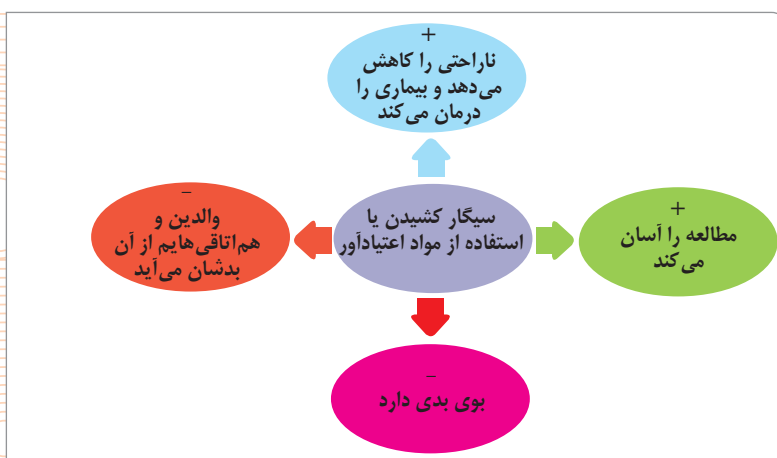 +
ناراحتی را کاهش
می‌دهد و بیماری را
درمان می‌کند
+
مطالعه را آسان
می‌کند
سیگار کشیدن یا
استفاده از مواد اعتیادآور
–
والدین و
هم‌اتاقی‌هایم از آن
بدشان می‌آید
–
بوی بدی دارد